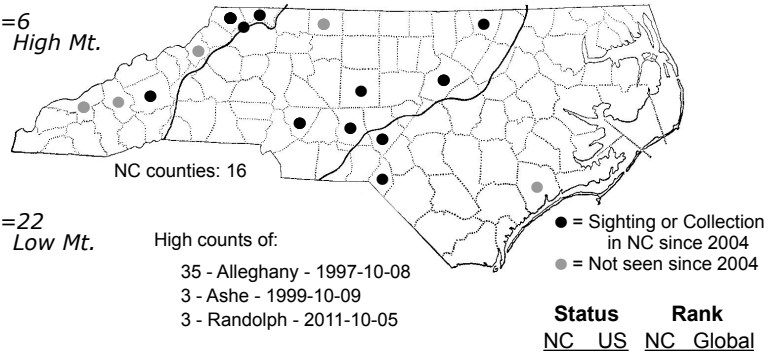 =6
High Mt.
NC counties: 16
=22
Low Mt.
High counts of:
35 - Alleghany - 1997-10-08
3 - Ashe - 1999-10-09
3 - Randolph - 2011-10-05
= Sighting or Collection
in NC since 2004
= Not seen since 2004
Status Rank
NC US NC Global